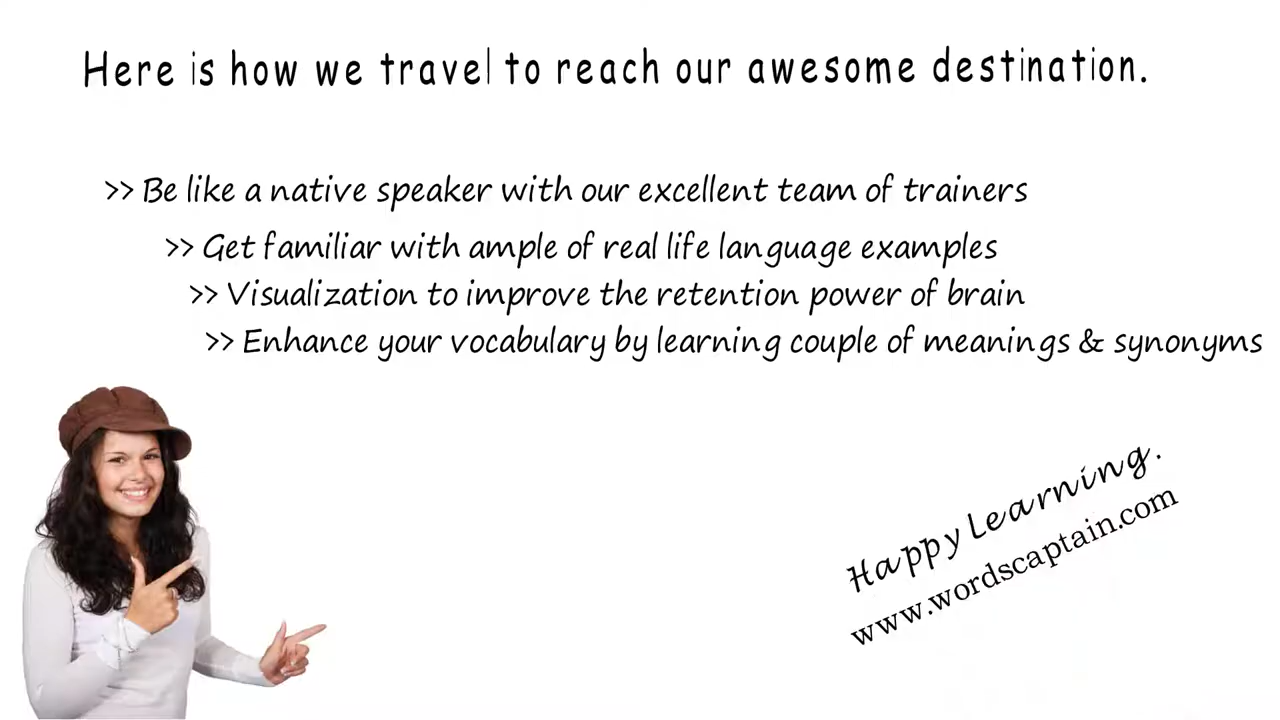 Here is how we travel to reach our awesome destination.
>> Be like a native speaker with our excellent team of trainers
>> Get familiar with ample of real life language examples
>> Visualization to improve the retention power of brain
>> Enhance your vocabulary by learning couple of meanings & synonyms
Happy Learning.
www.wordscaptain.com